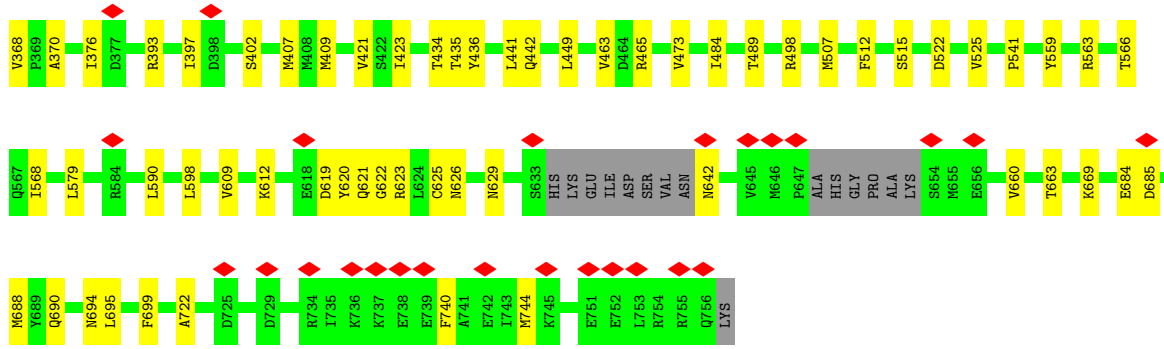 V368 P369 A370 I376 D377 R393 I397 D398 S402 M407 M408 M409 V421 S422 I423 T434 T435 Y436 L441 Q442 L449 V463 D464 R465 V473 I484 T489 R498 M507 F512 S515 D522 V525 P541 Y559 R563 T566
Q567 I568 L579 R584 L590 L598 V609 K612 E618 D619 Y620 Q621 G622 R623 L624 C625 N626 N629 S633 HIS LYS GLU ILE ASP SER VAL ASN N642 V645 M646 P647 ALA HIS GLY PRO ALA LYS S654 M655 E656 V660 T663 K669 E684 D685
M688 Y689 Q690 N694 L695 F699 A722 D725 D729 R734 I735 K736 K737 E738 E739 F740 A741 E742 I743 M744 K745 E751 E752 L753 R754 R755 Q756 LYS